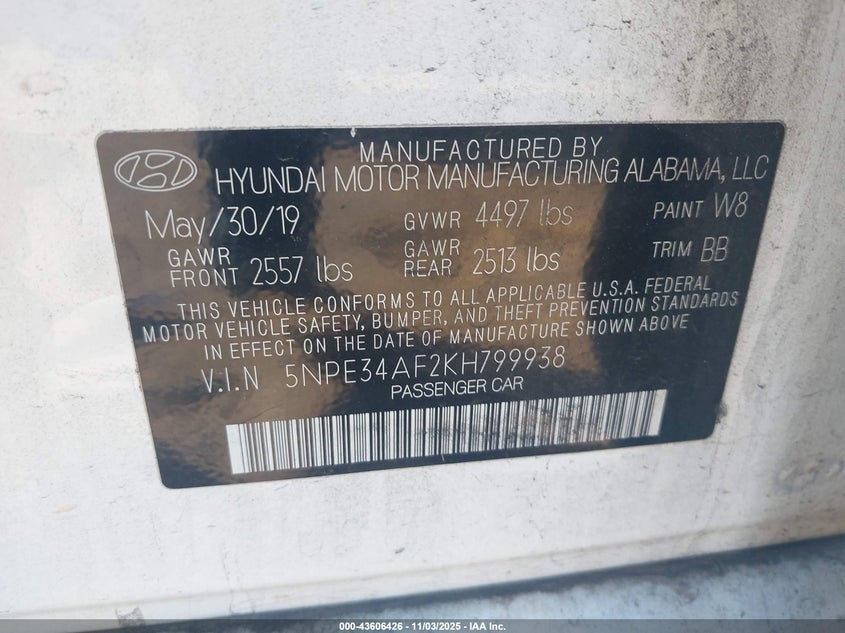 MANUFACTURED BY
HYUNDAI MOTOR MANUFACTURING ALABAMA, LLC
May/30/19 GVWR 4497 lbs PAINT W8
GAWR FRONT 2557 lbs GAWR REAR 2513 lbs TRIM BB
THIS VEHICLE CONFORMS TO ALL APPLICABLE U.S.A. FEDERAL
MOTOR VEHICLE SAFETY, BUMPER, AND THEFT PREVENTION STANDARDS
IN EFFECT ON THE DATE OF MANUFACTURE SHOWN ABOVE
V.I.N 5NPE34AF2KH799938
PASSENGER CAR
000-43606426 - 11/03/2025 - IAA Inc.